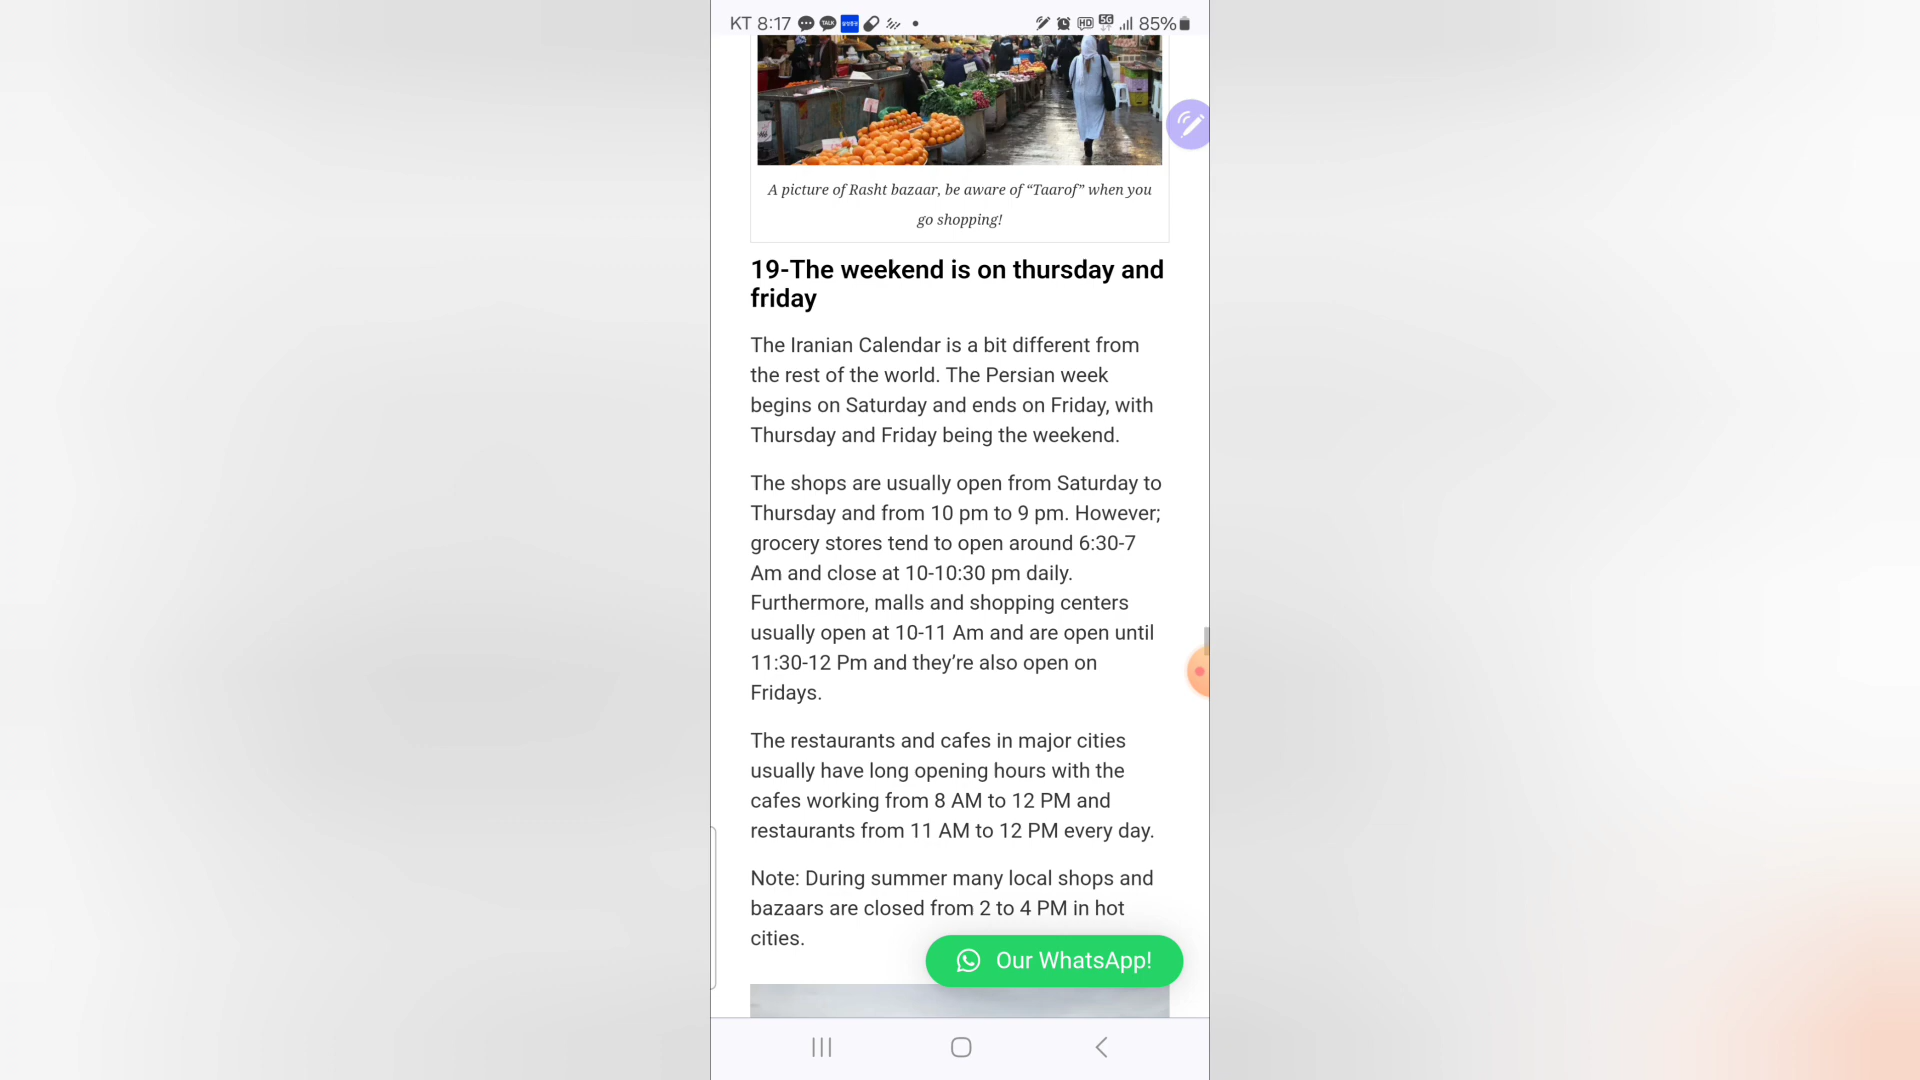 KT 8:17
TALK
HD 5G 85%
A picture of Rasht bazaar, be aware of “Taarof” when you
go shopping!
19-The weekend is on thursday and
friday
The Iranian Calendar is a bit different from
the rest of the world. The Persian week
begins on Saturday and ends on Friday, with
Thursday and Friday being the weekend.
The shops are usually open from Saturday to
Thursday and from 10 pm to 9 pm. However;
grocery stores tend to open around 6:30-7
Am and close at 10-10:30 pm daily.
Furthermore, malls and shopping centers
usually open at 10-11 Am and are open until
11:30-12 Pm and they’re also open on
Fridays.
The restaurants and cafes in major cities
usually have long opening hours with the
cafes working from 8 AM to 12 PM and
restaurants from 11 AM to 12 PM every day.
Note: During summer many local shops and
bazaars are closed from 2 to 4 PM in hot
cities.
Our WhatsApp!